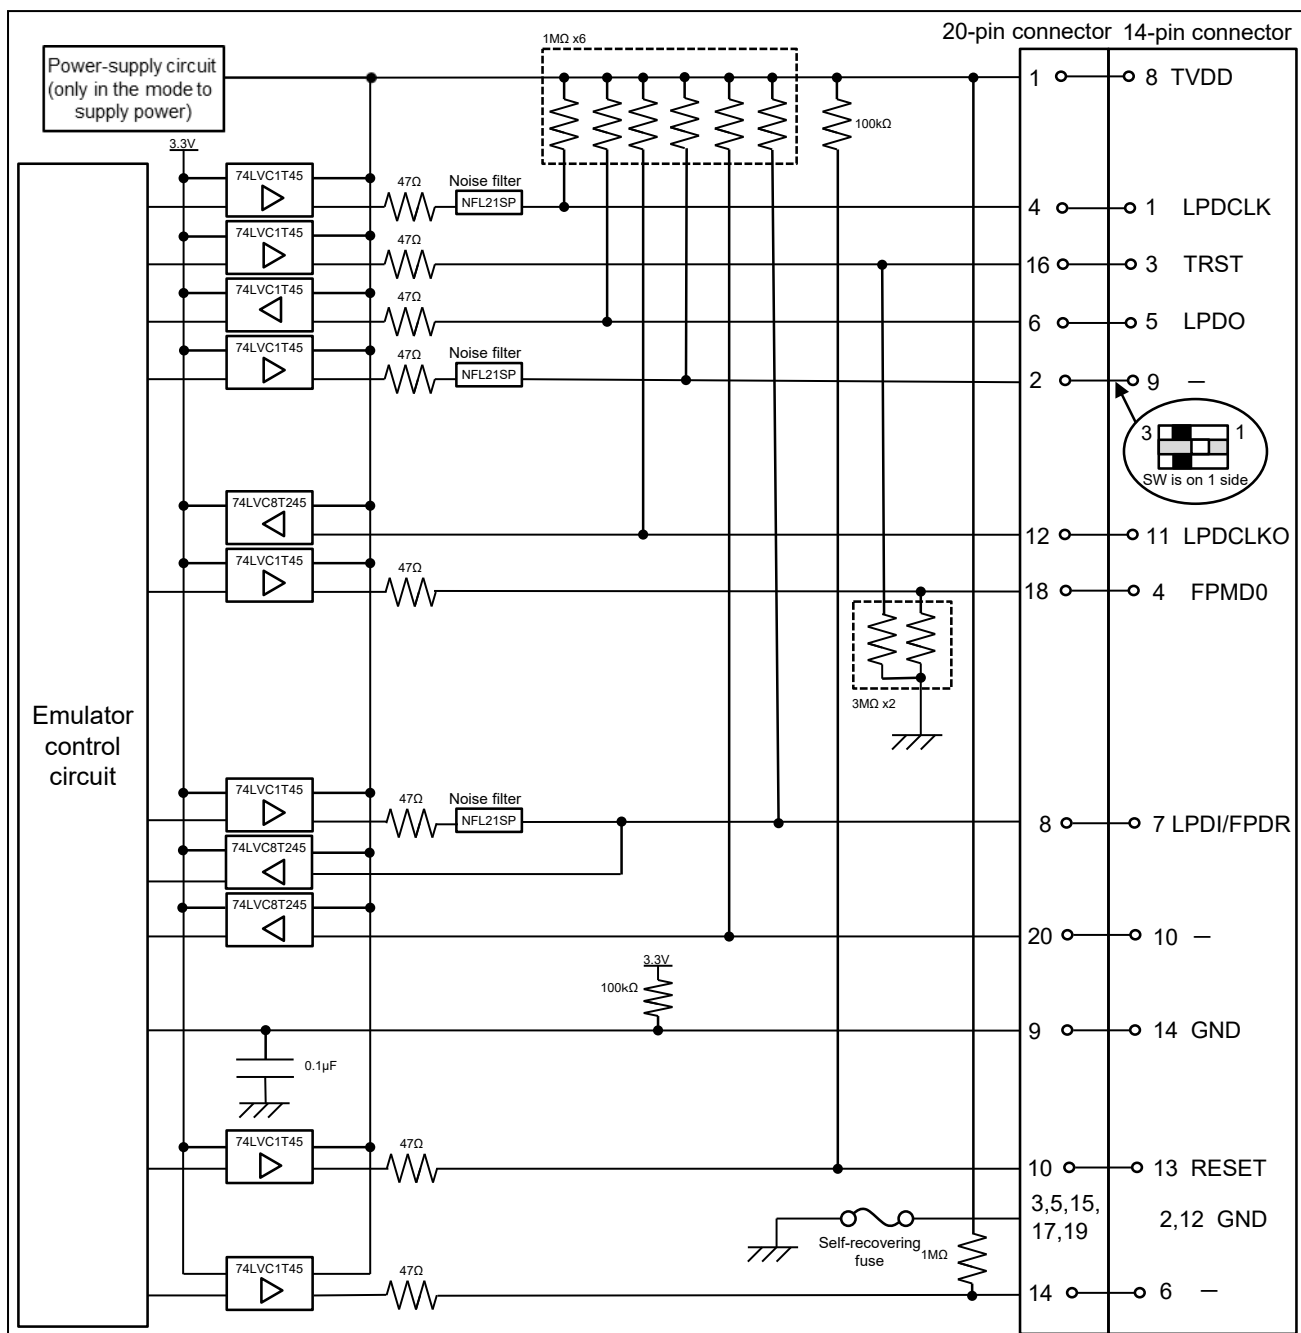 20-pin connector 14-pin connector
1MΩ x6
Power-supply circuit
(only in the mode to
supply power)
1 8 TVDD
100kΩ
3.3V
74LVC1T45
47Ω
Noise filter
NFL21SP
4 1 LPDCLK
74LVC1T45
47Ω
16 3 TRST
74LVC1T45
47Ω
6 5 LPDO
74LVC1T45
47Ω
Noise filter
NFL21SP
2 9 —
3 1
SW is on 1 side
74LVC8T245
12 11 LPDCLKO
74LVC1T45
47Ω
18 4 FPMD0
3MΩ x2
Emulator
control
circuit
74LVC1T45
47Ω
Noise filter
NFL21SP
8 7 LPDI/FPDR
74LVC8T245
74LVC8T245
20 10 —
3.3V
100kΩ
9 14 GND
0.1μF
74LVC1T45
47Ω
10 13 RESET
3,5,15,
17,19
2,12 GND
Self-recovering
fuse
1MΩ
74LVC1T45
47Ω
14 6 —